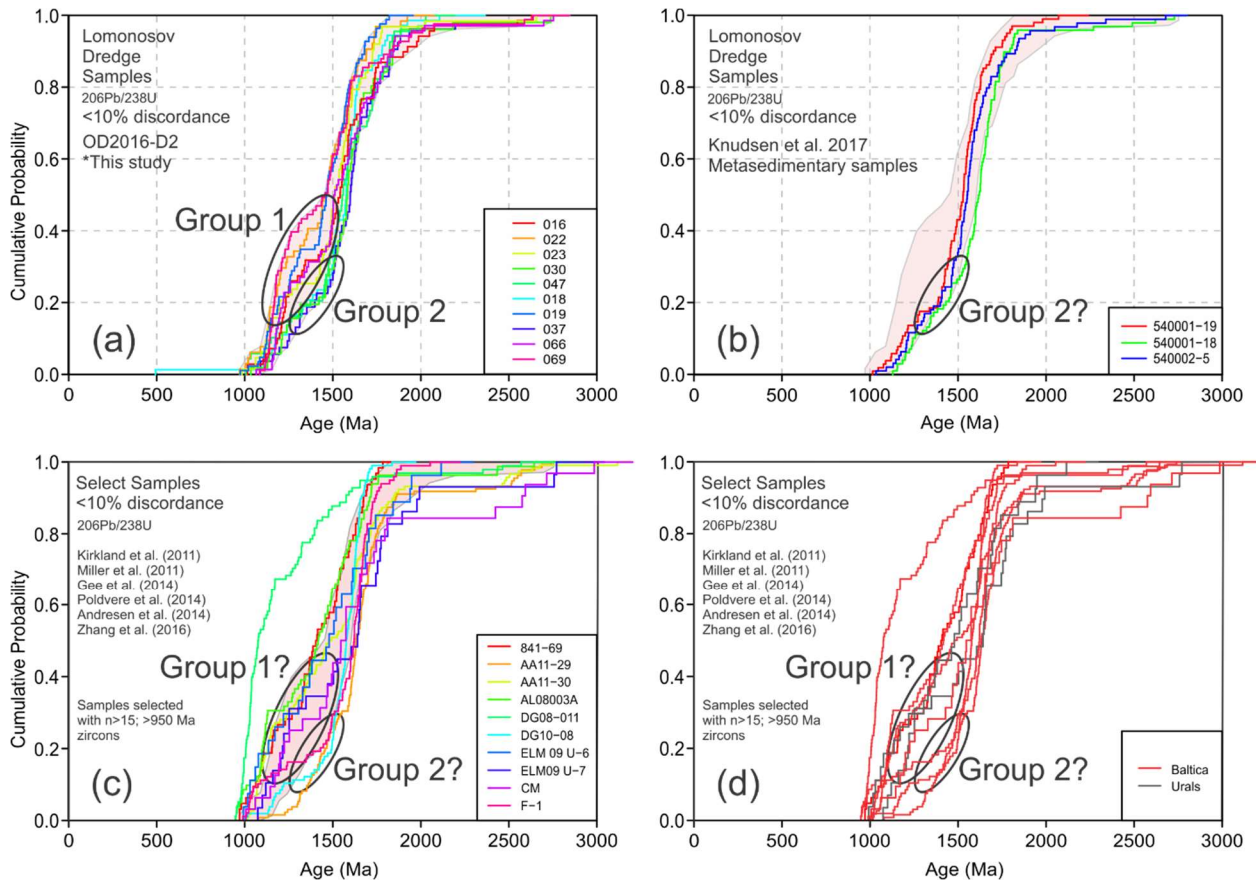 Lomonosov
Dredge
Samples
206Pb/238U
<10% discordance
OD2016-D2
*This study
Group 1
Group 2
(a)
016
022
023
030
047
018
019
037
066
069
Cumulative Probability
1.0
0.8
0.6
0.4
0.2
0.0
0
500
1000
1500
2000
2500
3000
Age (Ma)
Lomonosov
Dredge
Samples
206Pb/238U
<10% discordance
Knudsen et al. 2017
Metasedimentary samples
Group 2?
(b)
540001-19
540001-18
540002-5
1.0
0.8
0.6
0.4
0.2
0.0
0
500
1000
1500
2000
2500
3000
Age (Ma)
Select Samples
<10% discordance
206Pb/238U
Kirkland et al. (2011)
Miller et al. (2011)
Gee et al. (2014)
Poldvere et al. (2014)
Andresen et al. (2014)
Zhang et al. (2016)
Group 1?
Samples selected
with n>15; >950 Ma
zircons
Group 2?
(c)
841-69
AA11-29
AA11-30
AL08003A
DG08-011
DG10-08
ELM 09 U-6
ELM09 U-7
CM
F-1
Cumulative Probability
1.0
0.8
0.6
0.4
0.2
0.0
0
500
1000
1500
2000
2500
3000
Age (Ma)
Select Samples
<10% discordance
206Pb/238U
Kirkland et al. (2011)
Miller et al. (2011)
Gee et al. (2014)
Poldvere et al. (2014)
Andresen et al. (2014)
Zhang et al. (2016)
Group 1?
Samples selected
with n>15; >950 Ma
zircons
Group 2?
(d)
Baltica
Urals
1.0
0.8
0.6
0.4
0.2
0.0
0
500
1000
1500
2000
2500
3000
Age (Ma)